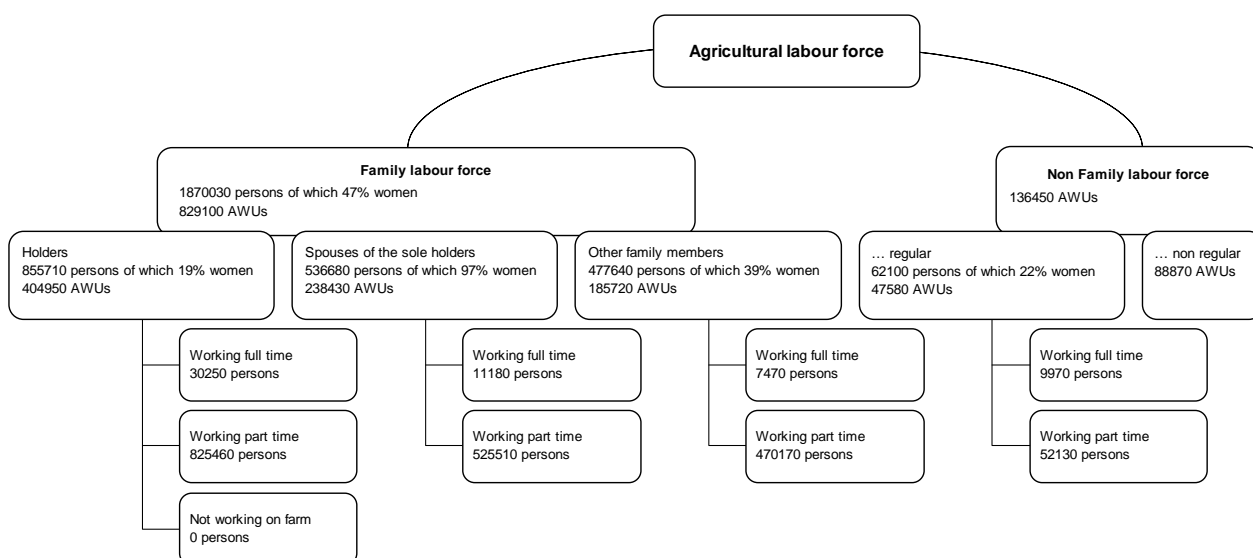 Agricultural labour force
Family labour force
1870030 persons of which 47% women
829100 AWUs
Non Family labour force
136450 AWUs
Holders
855710 persons of which 19% women
404950 AWUs
Spouses of the sole holders
536680 persons of which 97% women
238430 AWUs
Other family members
477640 persons of which 39% women
185720 AWUs
… regular
62100 persons of which 22% women
47580 AWUs
… non regular
88870 AWUs
Working full time
30250 persons
Working full time
11180 persons
Working full time
7470 persons
Working full time
9970 persons
Working part time
825460 persons
Working part time
525510 persons
Working part time
470170 persons
Working part time
52130 persons
Not working on farm
0 persons